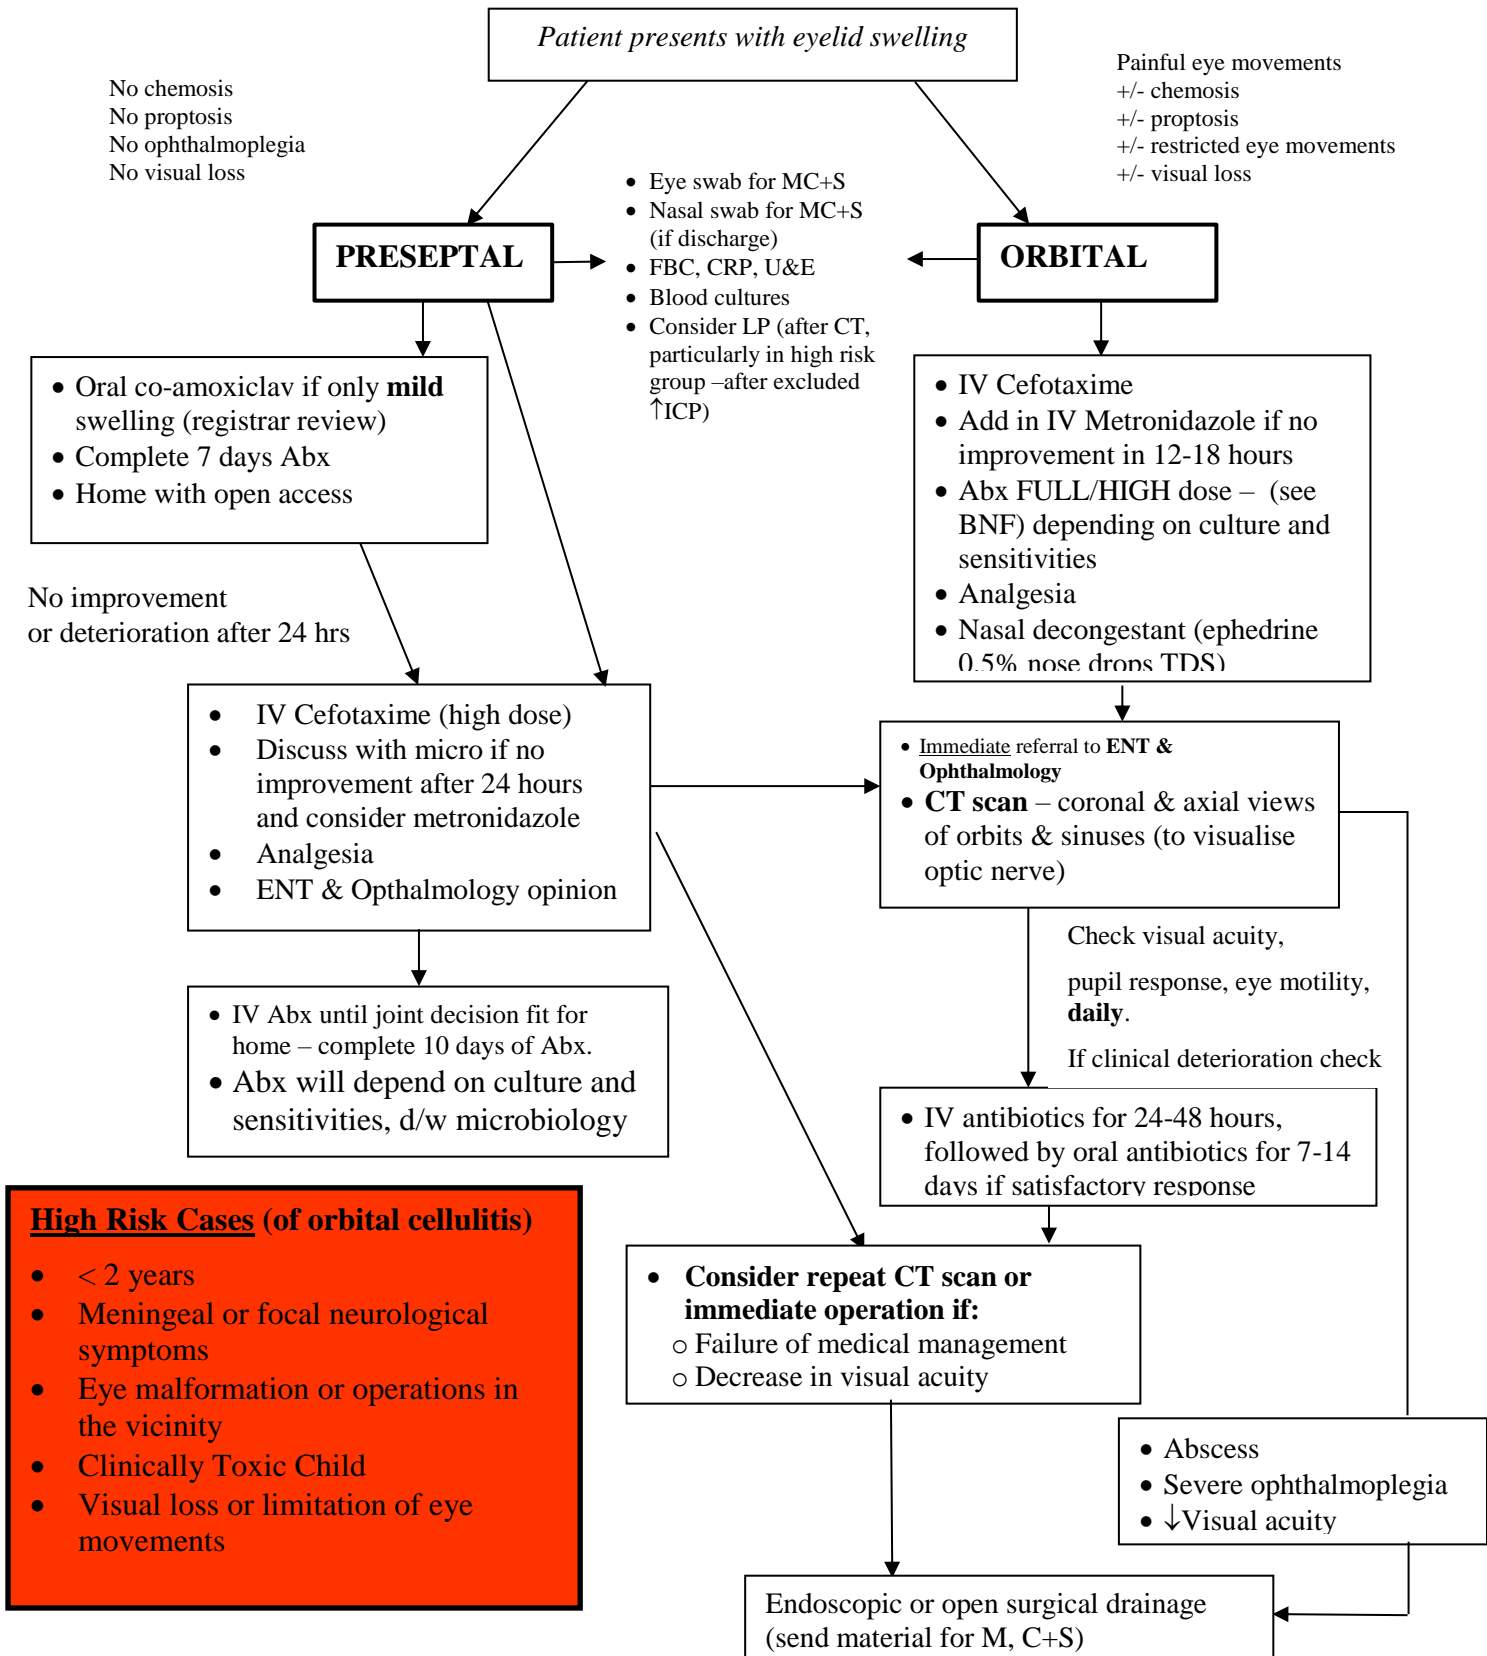 Patient presents with eyelid swelling
No chemosis
No proptosis
No ophthalmoplegia
No visual loss
Painful eye movements
+/- chemosis
+/- proptosis
+/- restricted eye movements
+/- visual loss
• Eye swab for MC+S
• Nasal swab for MC+S
(if discharge)
• FBC, CRP, U&E
• Blood cultures
• Consider LP (after CT,
particularly in high risk
group –after excluded
↑ICP)
PRESEPTAL
ORBITAL
• Oral co-amoxiclav if only mild
swelling (registrar review)
• Complete 7 days Abx
• Home with open access
• IV Cefotaxime
• Add in IV Metronidazole if no
improvement in 12-18 hours
• Abx FULL/HIGH dose – (see
BNF) depending on culture and
sensitivities
• Analgesia
• Nasal decongestant (ephedrine
0.5% nose drops TDS)
No improvement
or deterioration after 24 hrs
• IV Cefotaxime (high dose)
• Discuss with micro if no
improvement after 24 hours
and consider metronidazole
• Analgesia
• ENT & Opthalmology opinion
• Immediate referral to ENT &
Ophthalmology
• CT scan – coronal & axial views
of orbits & sinuses (to visualise
optic nerve)
Check visual acuity,
pupil response, eye motility,
daily.
If clinical deterioration check
• IV Abx until joint decision fit for
home – complete 10 days of Abx.
• Abx will depend on culture and
sensitivities, d/w microbiology
• IV antibiotics for 24-48 hours,
followed by oral antibiotics for 7-14
days if satisfactory response
High Risk Cases (of orbital cellulitis)
• < 2 years
• Meningeal or focal neurological
symptoms
• Eye malformation or operations in
the vicinity
• Clinically Toxic Child
• Visual loss or limitation of eye
movements
• Consider repeat CT scan or
immediate operation if:
o Failure of medical management
o Decrease in visual acuity
• Abscess
• Severe ophthalmoplegia
• ↓Visual acuity
Endoscopic or open surgical drainage
(send material for M, C+S)